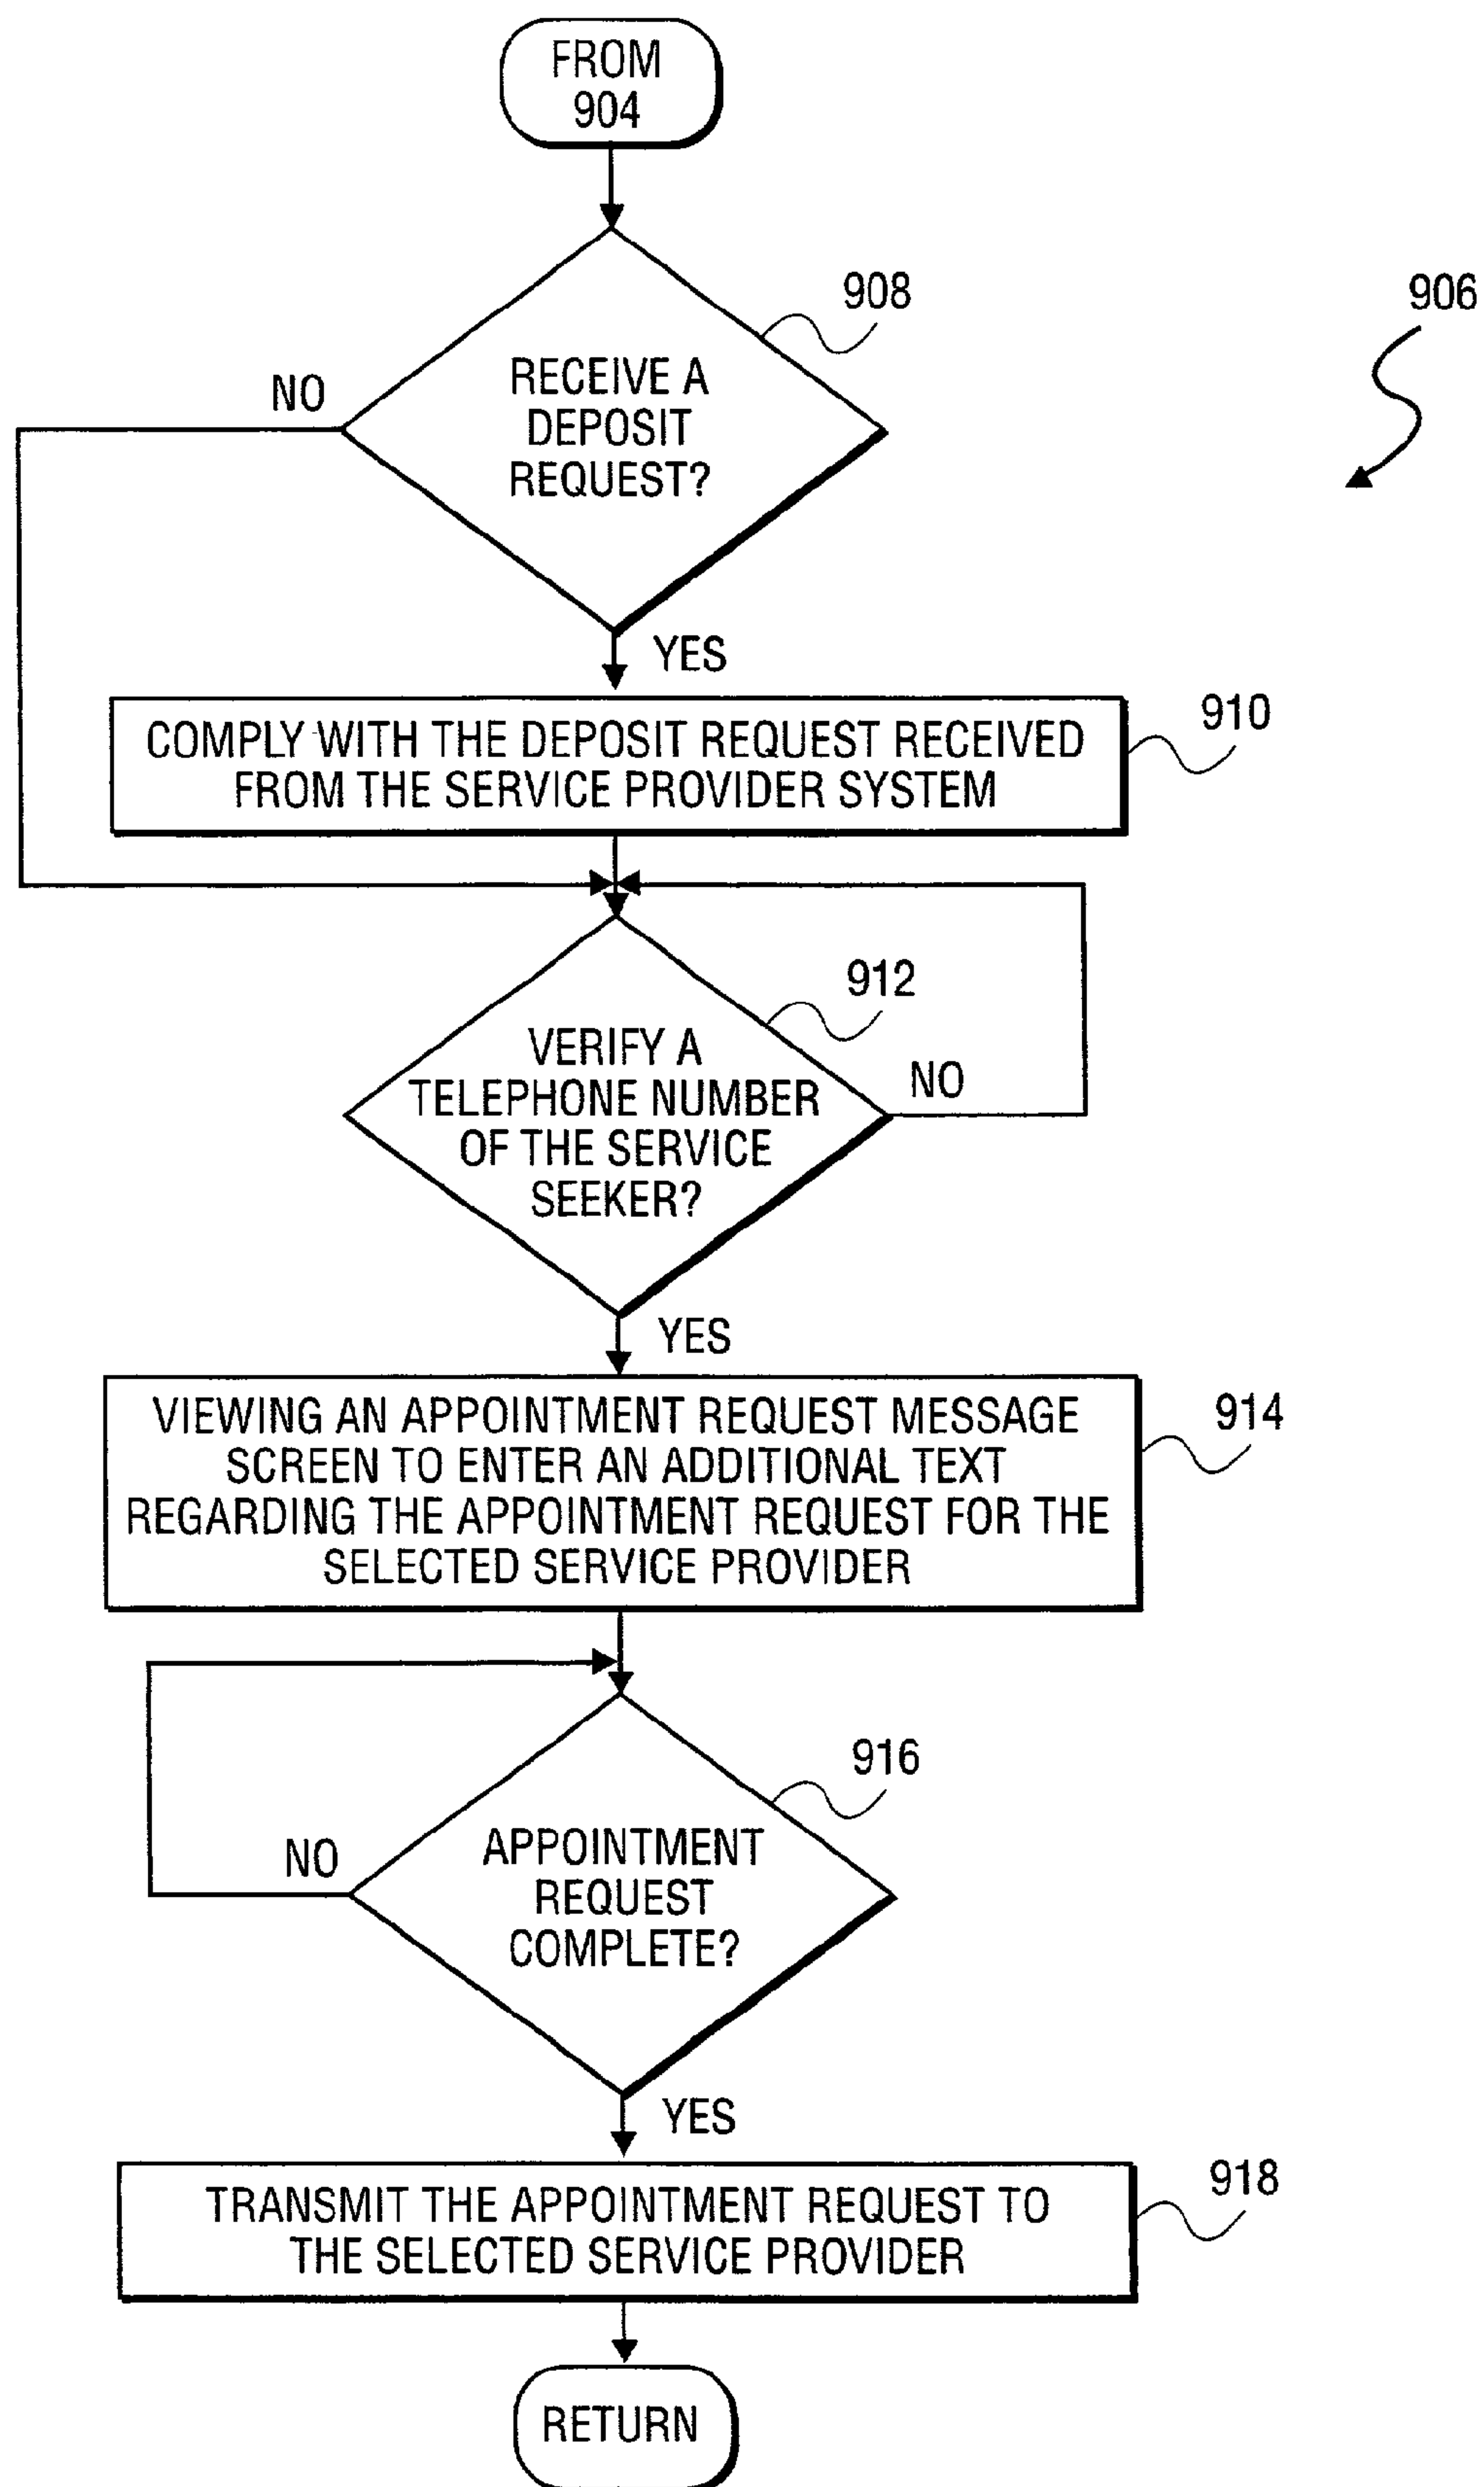 FROM
904
908
906
RECEIVE A
DEPOSIT
REQUEST?
NO
YES
910
COMPLY WITH THE DEPOSIT REQUEST RECEIVED
FROM THE SERVICE PROVIDER SYSTEM
912
VERIFY A
TELEPHONE NUMBER
OF THE SERVICE
SEEKER?
NO
YES
914
VIEWING AN APPOINTMENT REQUEST MESSAGE
SCREEN TO ENTER AN ADDITIONAL TEXT
REGARDING THE APPOINTMENT REQUEST FOR THE
SELECTED SERVICE PROVIDER
916
APPOINTMENT
REQUEST
COMPLETE?
NO
YES
918
TRANSMIT THE APPOINTMENT REQUEST TO
THE SELECTED SERVICE PROVIDER
RETURN